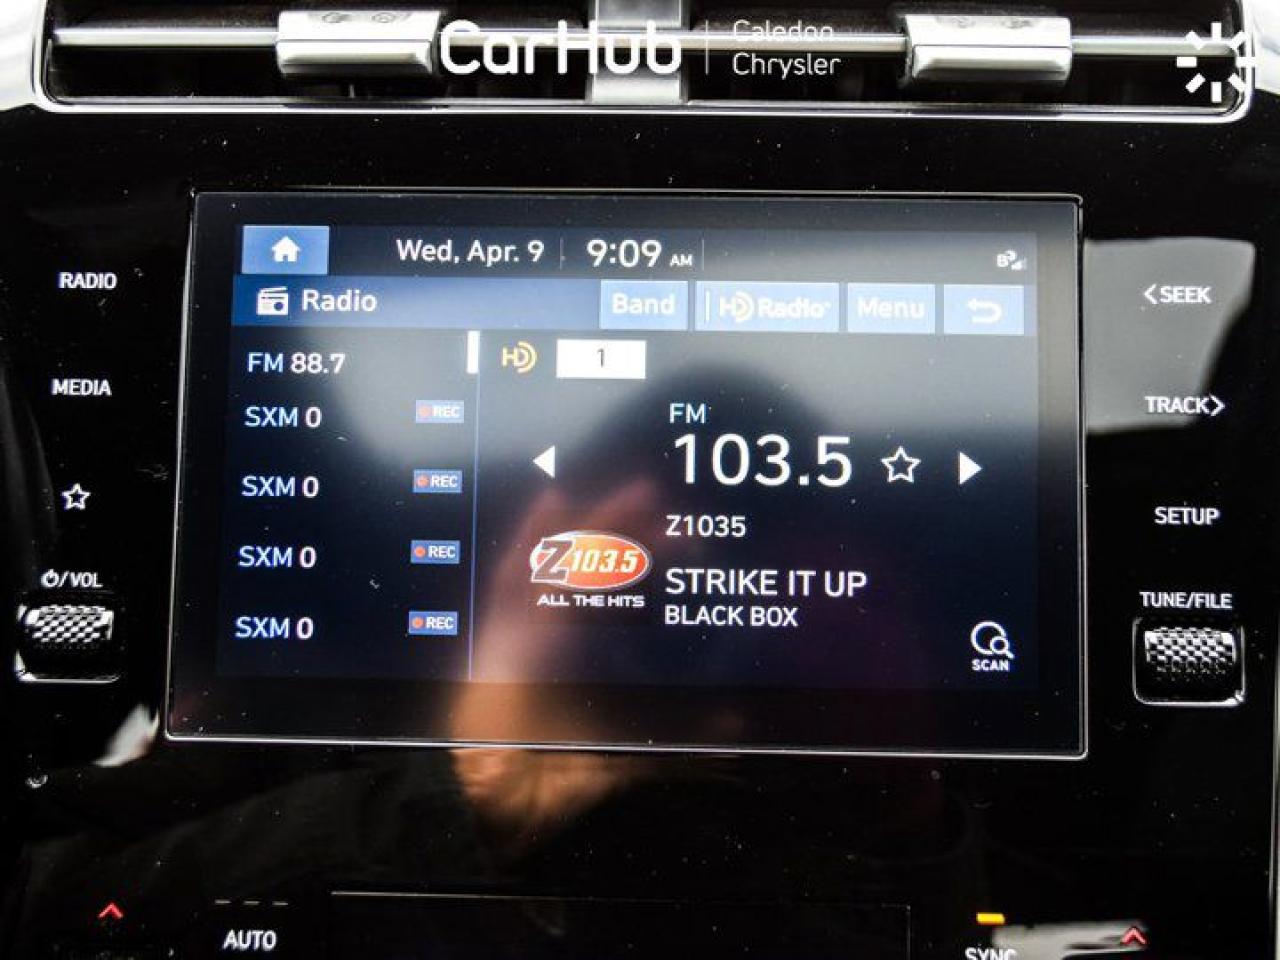 CarHub
Caledon
Chrysler
Wed, Apr. 9 9:09 AM
Radio Band HD Radio Menu
FM 88.7
SXM 0 REC
SXM 0 REC
SXM 0 REC
SXM 0 REC
HD 1
FM
103.5
Z1035
Z103.5
ALL THE HITS
STRIKE IT UP
BLACK BOX
SCAN
RADIO
MEDIA
/VOL
<SEEK
TRACK>
SETUP
TUNE/FILE
AUTO
SYNC